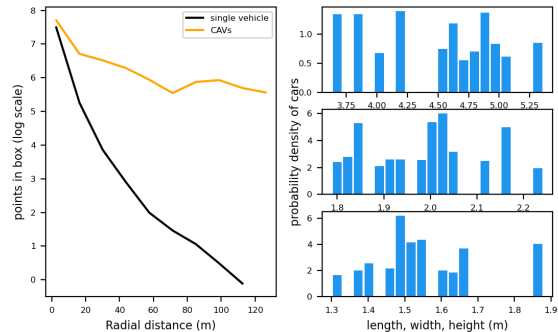 single vehicle
CAVs
8
7
6
5
4
3
2
1
0
0 20 40 60 80 100 120
points in box (log scale)
Radial distance (m)
1.0
0.5
0.0
3.75 4.00 4.25 4.50 4.75 5.00 5.25
6
4
2
0
1.8 1.9 2.0 2.1 2.2
6
4
2
0
1.3 1.4 1.5 1.6 1.7 1.8 1.9
probability density of cars
length, width, height (m)